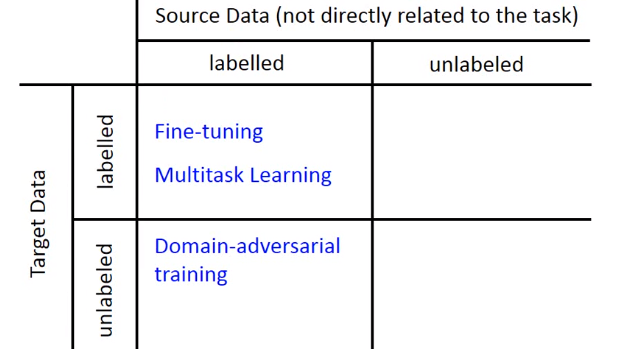 Source Data (not directly related to the task)
labelled
unlabeled
Target Data
labelled
Fine-tuning
Multitask Learning
unlabeled
Domain-adversarial
training